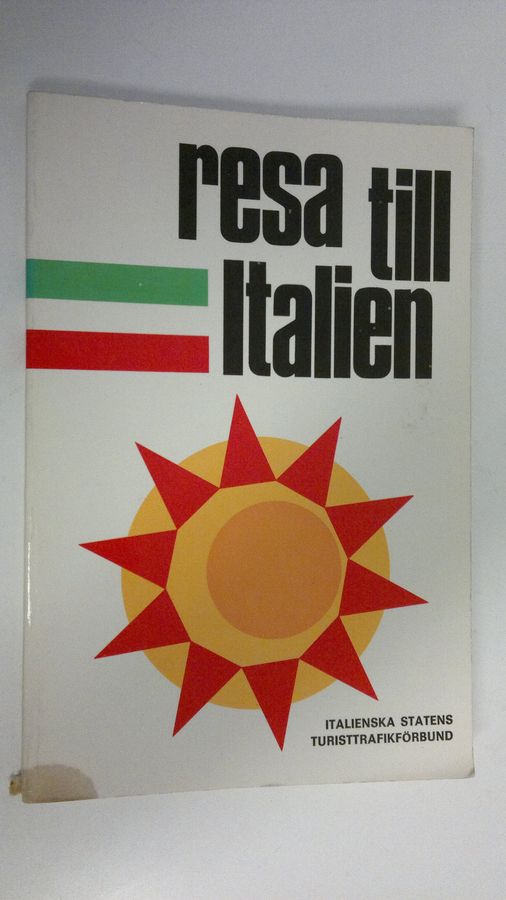 resa till
Italien
ITALIENSKA STATENS
TURISTTRAFIKFÖRBUND